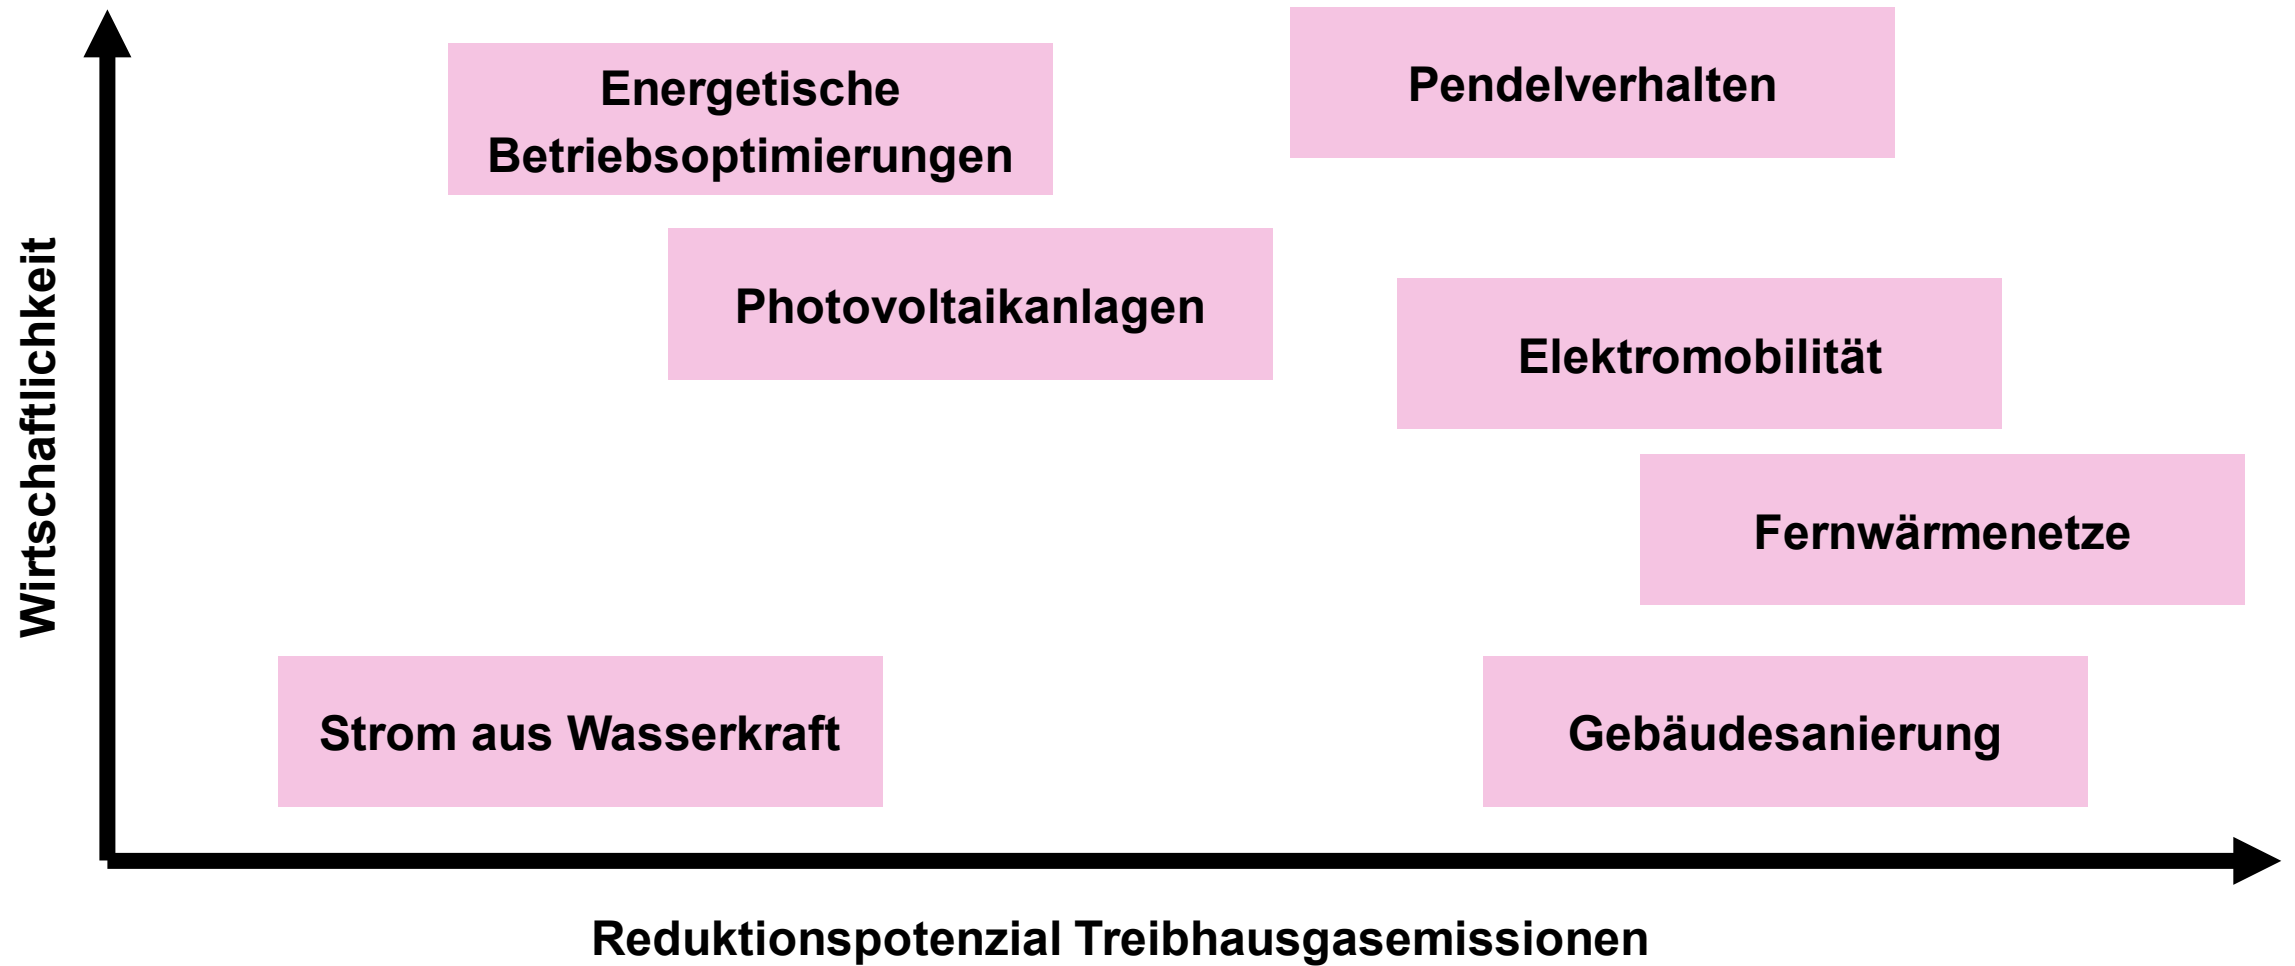 Wirtschaftlichkeit
Energetische
Betriebsoptimierungen
Pendelverhalten
Photovoltaikanlagen
Elektromobilität
Fernwärmenetze
Strom aus Wasserkraft
Gebäudesanierung
Reduktionspotenzial Treibhausgasemissionen